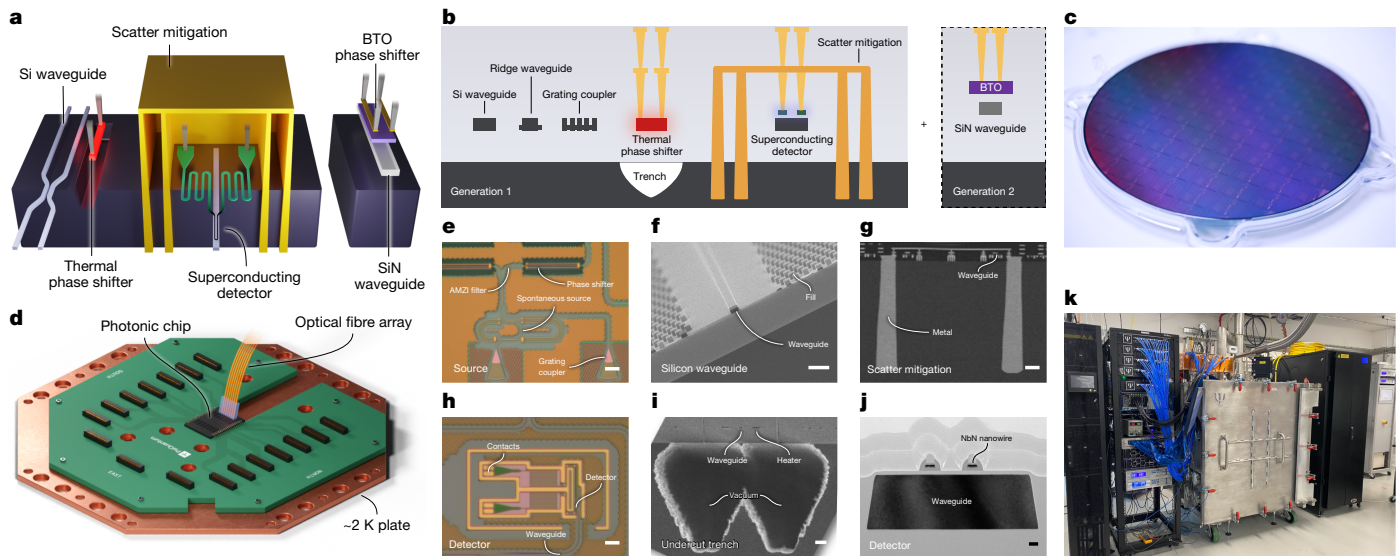 a
Scatter mitigation
Si waveguide
BTO
phase shifter
Thermal
phase shifter
Superconducting
detector
SiN
waveguide
b
Scatter mitigation
Ridge waveguide
Si waveguide
Grating coupler
Thermal
phase shifter
Superconducting
detector
Trench
Generation 1
+
BTO
SiN waveguide
Generation 2
c
d
Photonic chip
Optical fibre array
PsiQuantum
EAST
~2 K plate
e
AMZI filter
Phase shifter
Spontaneous source
Grating
coupler
Source
f
Fill
Waveguide
Silicon waveguide
g
Waveguide
Metal
Scatter mitigation
h
Contacts
Detector
Waveguide
Detector
i
Waveguide
Heater
Vacuum
Undercut trench
j
NbN nanowire
Waveguide
Detector
k